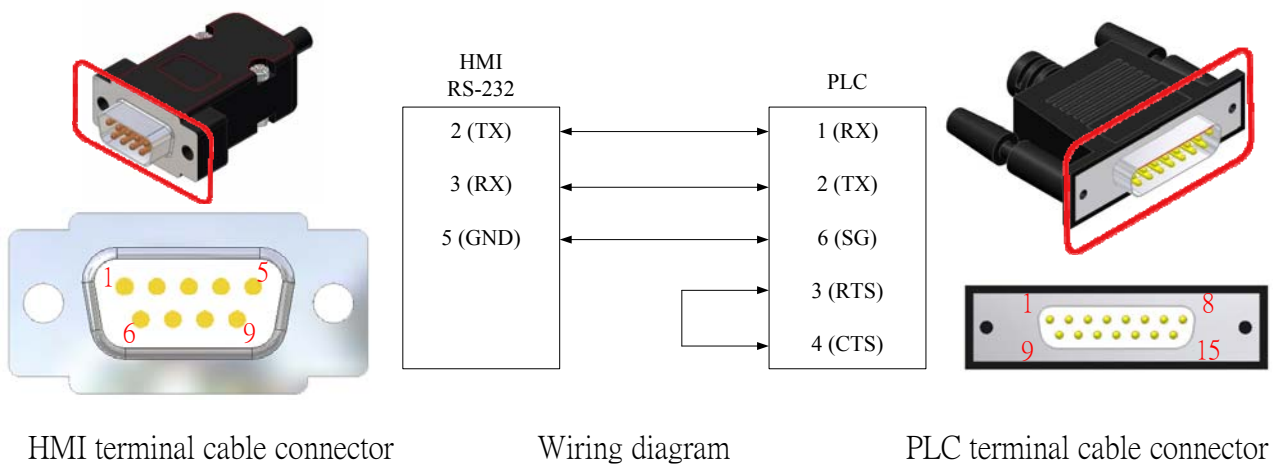 HMI
RS-232
PLC
2 (TX)
1 (RX)
3 (RX)
2 (TX)
5 (GND)
6 (SG)
3 (RTS)
4 (CTS)
1
5
6
9
1
8
9
15
HMI terminal cable connector
Wiring diagram
PLC terminal cable connector